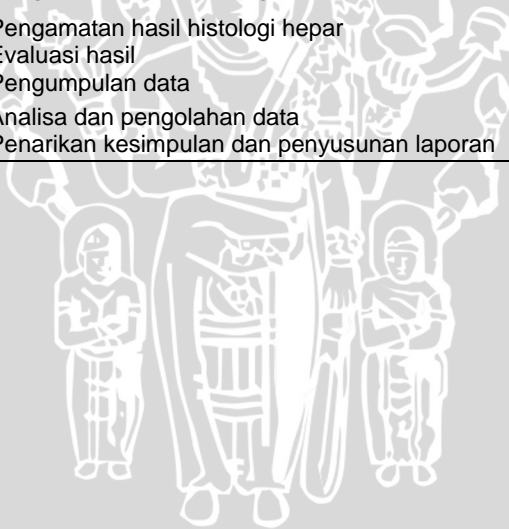 Pengamatan hasil histologi hepar
Evaluasi hasil
Pengumpulan data
Analisa dan pengolahan data
Penarikan kesimpulan dan penyusunan laporan